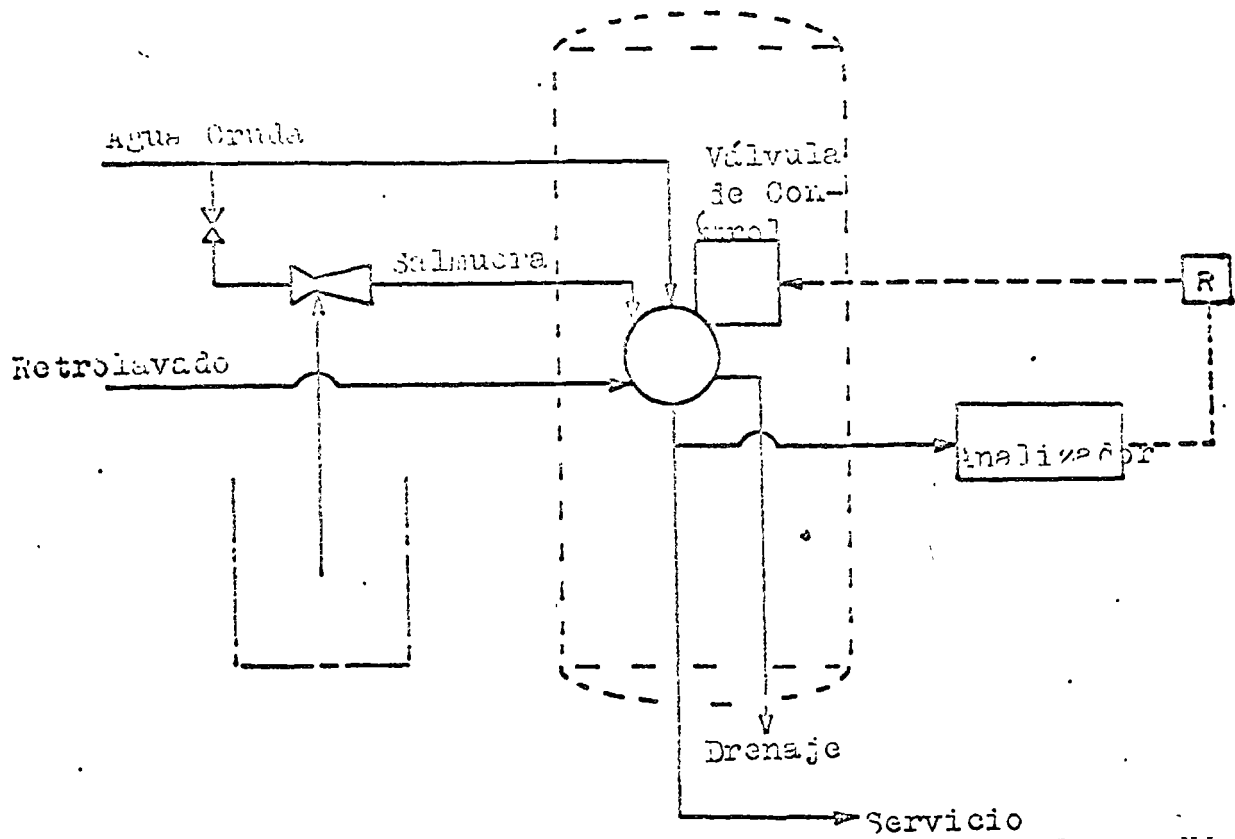 Agua Cruda
Válvula
de Con-
trol
Salmuera
R
Retrolavado
Analizador
Drenaje
Servicio